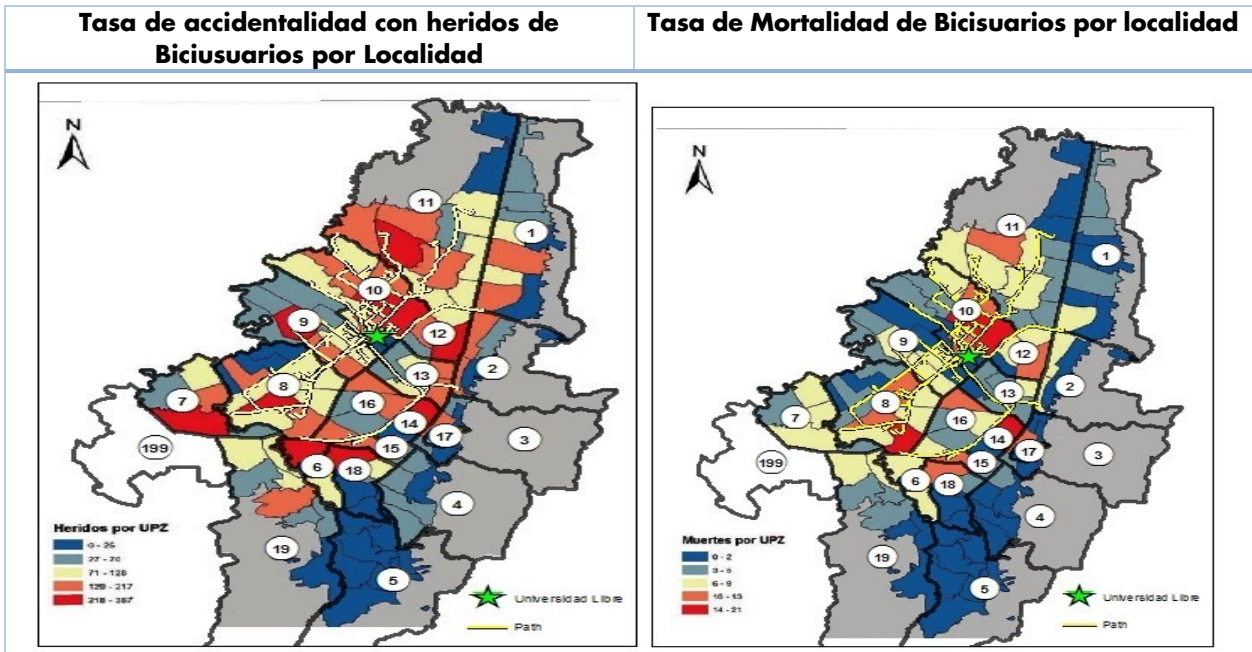 Tasa de accidentalidad con heridos de
Biciusuarios por Localidad
Tasa de Mortalidad de Bicisuarios por localidad
N
11
1
10
9
12
2
8
13
7
16
14
17
3
199
15
6
18
4
19
5
Heridos por UPZ
0 - 26
27 - 70
71 - 128
129 - 217
218 - 387
Universidad Libre
Path
N
11
1
10
9
12
2
13
8
7
16
14
17
3
199
15
6
18
4
19
5
Muertes por UPZ
0 - 2
3 - 5
6 - 9
10 - 13
14 - 21
Universidad Libre
Path